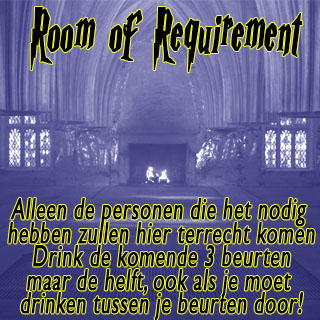 Room of Requirement
Alleen de personen die het nodig
hebben zullen hier terrecht komen
Drink de komende 3 beurten
maar de helft, ook als je moet
drinken tussen je beurten door!